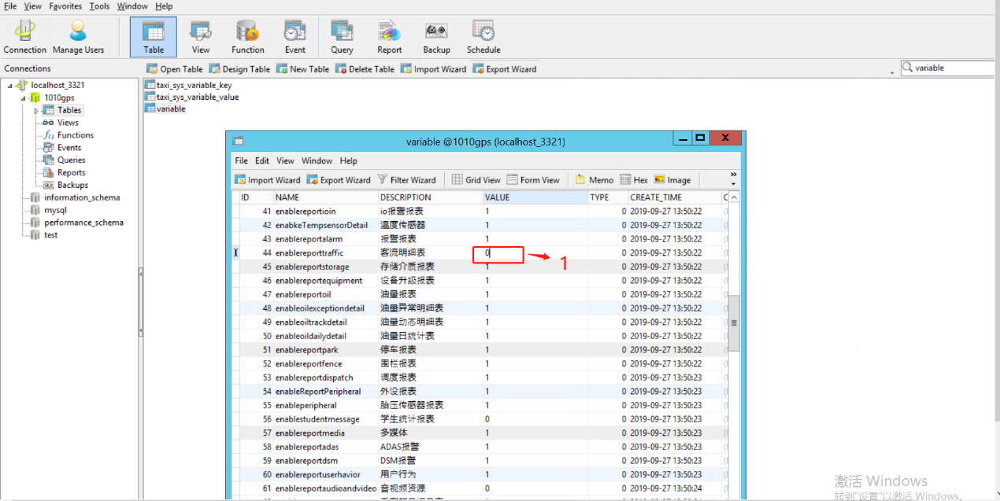 File View Favorites Tools Window Help
Connection Manage Users Table View Function Event Query Report Backup Schedule
Connections Open Table Design Table New Table Delete Table Import Wizard Export Wizard variable
localhost_3321
1010gps
Tables
Views
Functions
Events
Queries
Reports
Backups
information_schema
mysql
performance_schema
test
taxi_sys_variable_key
taxi_sys_variable_value
variable
variable @1010gps (localhost_3321)
File Edit View Window Help
Import Wizard Export Wizard Filter Wizard Grid View Form View Memo Hex Image
ID NAME DESCRIPTION VALUE TYPE CREATE_TIME
41 enablereportioin io报警报表 1 0 2019-09-27 13:50:22
42 enabkeTempsensorDetail 温度传感器 1 0 2019-09-27 13:50:22
43 enablereportalarm 报警报表 1 0 2019-09-27 13:50:22
44 enablereporttraffic 客流明细表 0 0 2019-09-27 13:50:22
1
45 enablereportstorage 存储介质报表 1 0 2019-09-27 13:50:22
46 enablereportequipment 设备升级报表 1 0 2019-09-27 13:50:22
47 enablereportoil 油量报表 1 0 2019-09-27 13:50:22
48 enableoilexceptiondetail 油量异常明细表 1 0 2019-09-27 13:50:22
49 enableoiltrackdetail 油量动态明细表 1 0 2019-09-27 13:50:22
50 enableoildailydetail 油量日统计表 1 0 2019-09-27 13:50:22
51 enablereportpark 停车报表 1 0 2019-09-27 13:50:22
52 enablereportfence 围栏报表 1 0 2019-09-27 13:50:22
53 enablereportdispatch 调度报表 1 0 2019-09-27 13:50:23
54 enableReportPeripheral 外设报表 1 0 2019-09-27 13:50:23
55 enableperipheral 胎压传感器报表 1 0 2019-09-27 13:50:23
56 enablestudentmessage 学生统计报表 0 0 2019-09-27 13:50:23
57 enablereportmedia 多媒体 1 0 2019-09-27 13:50:23
58 enablereportadas ADAS报警 1 0 2019-09-27 13:50:23
59 enablereportdsm DSM报警 1 0 2019-09-27 13:50:23
60 enablereportuserhavior 用户行为 1 0 2019-09-27 13:50:23
61 enablereportaudioandvideo 音视频资源 0 0 2019-09-27 13:50:24
激活 Windows
转到"设置"以激活 Windows。